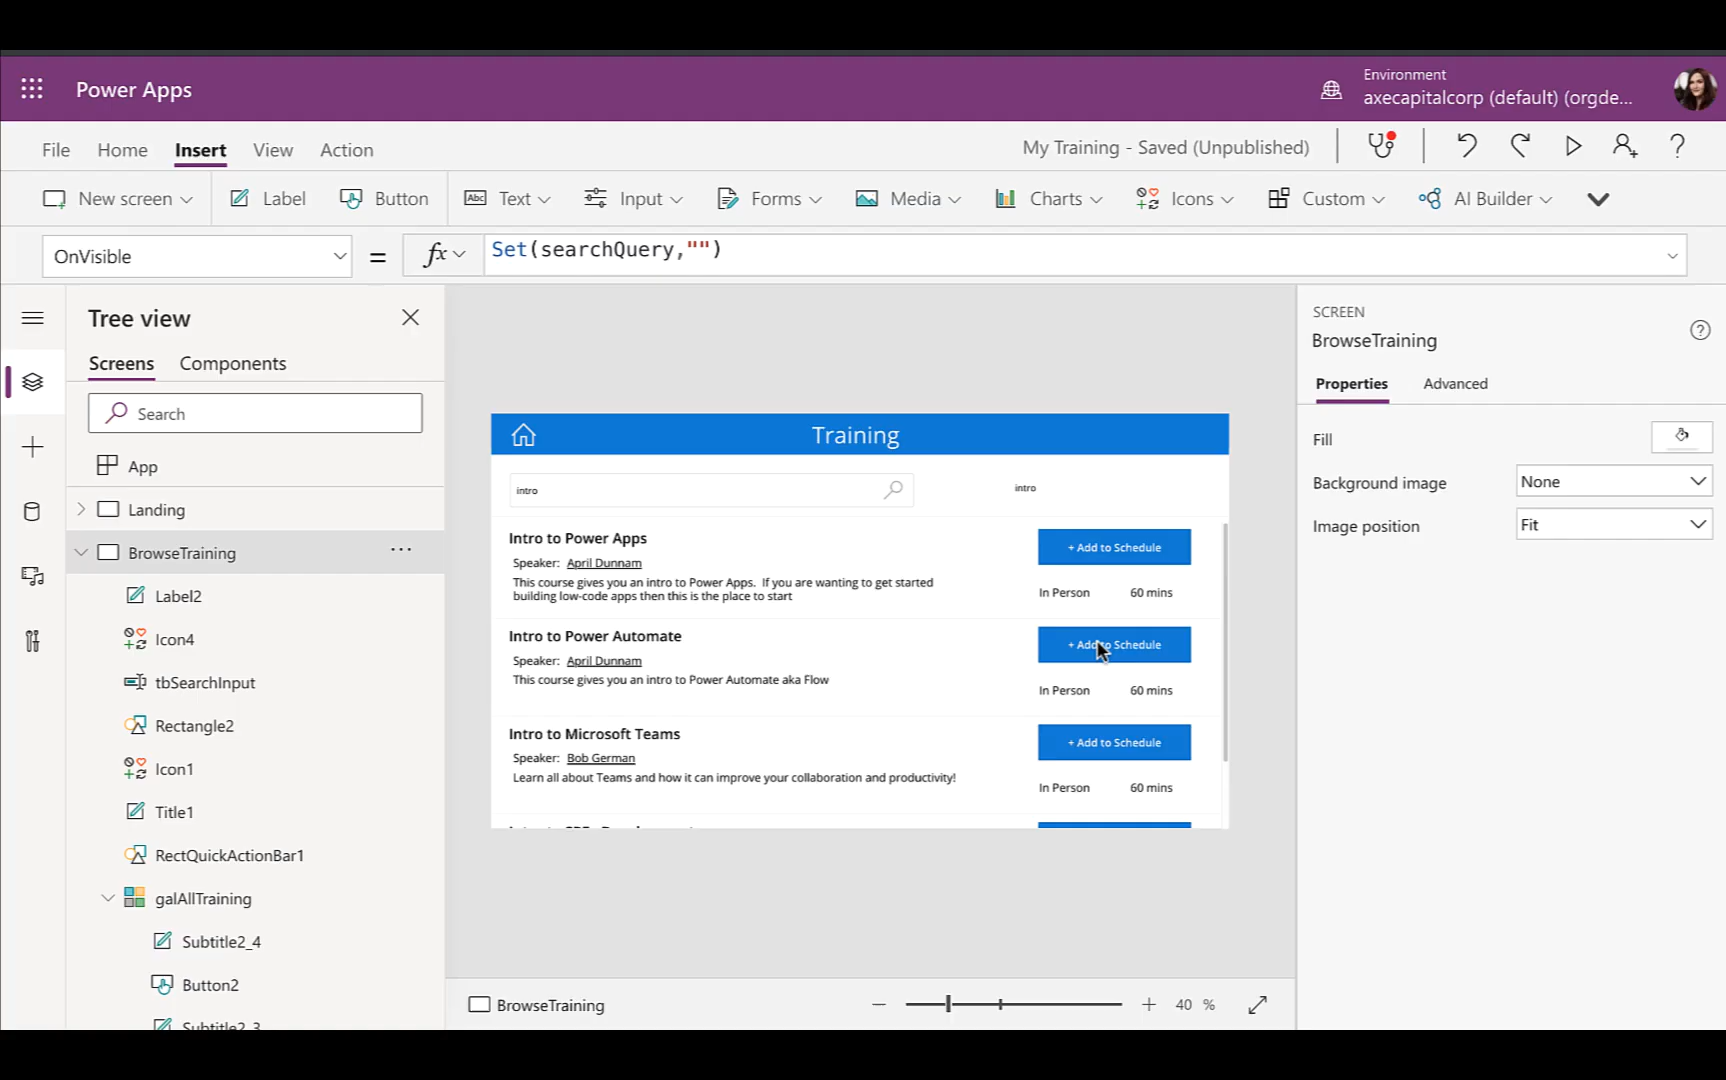 Power Apps
Environment
axecapitalcorp (default) (orgde...
File Home Insert View Action
My Training - Saved (Unpublished)
New screen Label Button Text Input Forms Media Charts Icons Custom AI Builder
OnVisible = fx Set(searchQuery,"")
Tree view
Screens Components
Search
App
Landing
BrowseTraining
Label2
Icon4
tbSearchInput
Rectangle2
Icon1
Title1
RectQuickActionBar1
galAllTraining
Subtitle2_4
Button2
Subtitle2_3
Training
intro
intro
Intro to Power Apps
+ Add to Schedule
Speaker: April Dunnam
This course gives you an intro to Power Apps. If you are wanting to get started
building low-code apps then this is the place to start
In Person 60 mins
Intro to Power Automate
+ Add to Schedule
Speaker: April Dunnam
This course gives you an intro to Power Automate aka Flow
In Person 60 mins
Intro to Microsoft Teams
+ Add to Schedule
Speaker: Bob German
Learn all about Teams and how it can improve your collaboration and productivity!
In Person 60 mins
BrowseTraining
40 %
SCREEN
BrowseTraining
Properties Advanced
Fill
Background image None
Image position Fit